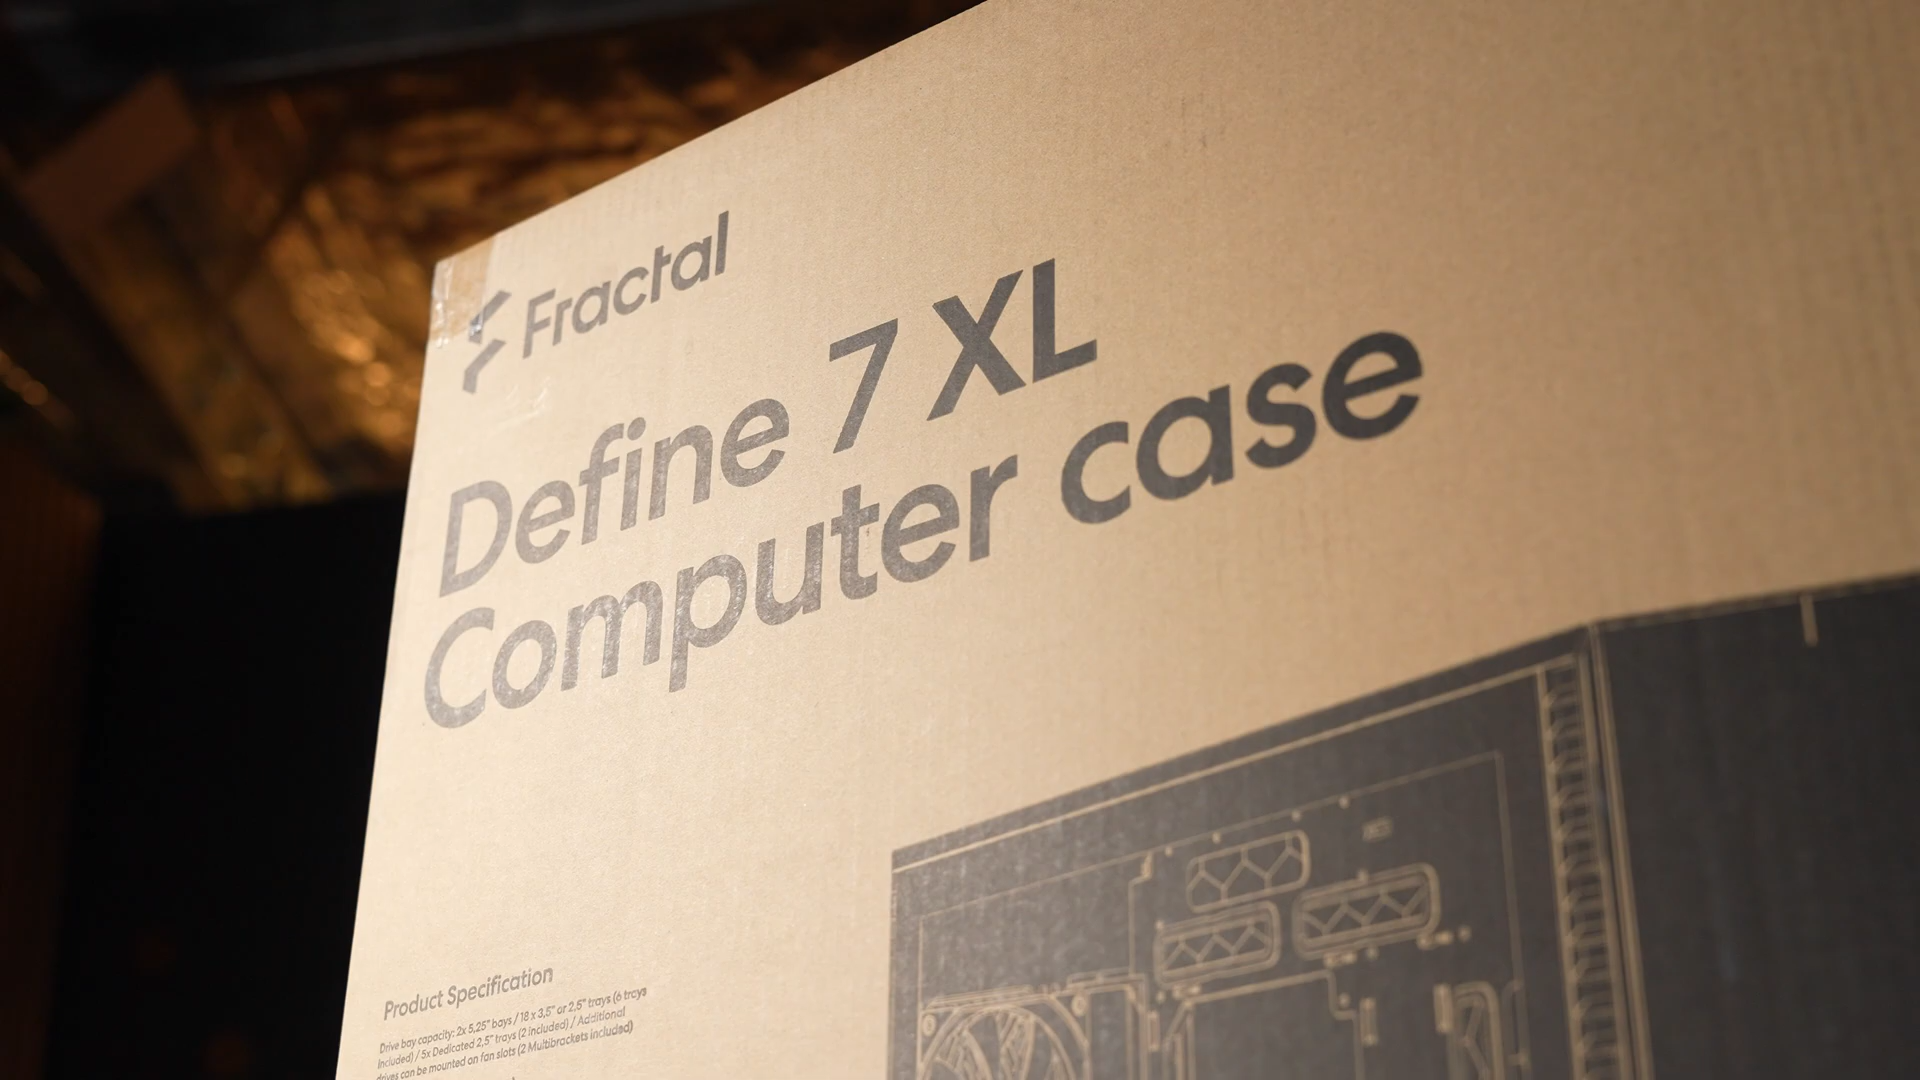 Fractal
Define 7 XL
Computer case
Product Specification
Drive bay capacity: 2x 5,25" bays / 18 x 3,5" or 2,5" trays (6 trays
included) / 5x Dedicated 2,5" trays (2 included) / Additional
drives can be mounted on fan slots (2 Multibrackets included)